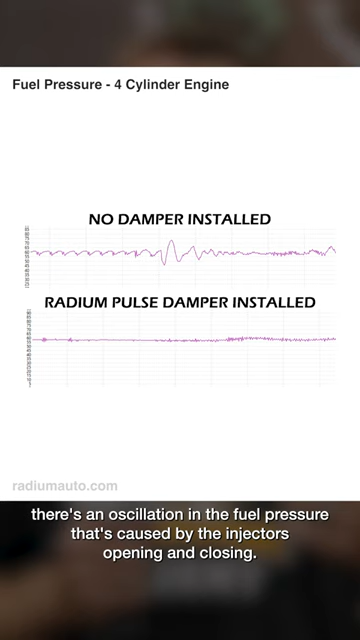 Fuel Pressure - 4 Cylinder Engine
NO DAMPER INSTALLED
RADIUM PULSE DAMPER INSTALLED
radiumauto.com
there's an oscillation in the fuel pressure
that's caused by the injectors
opening and closing.